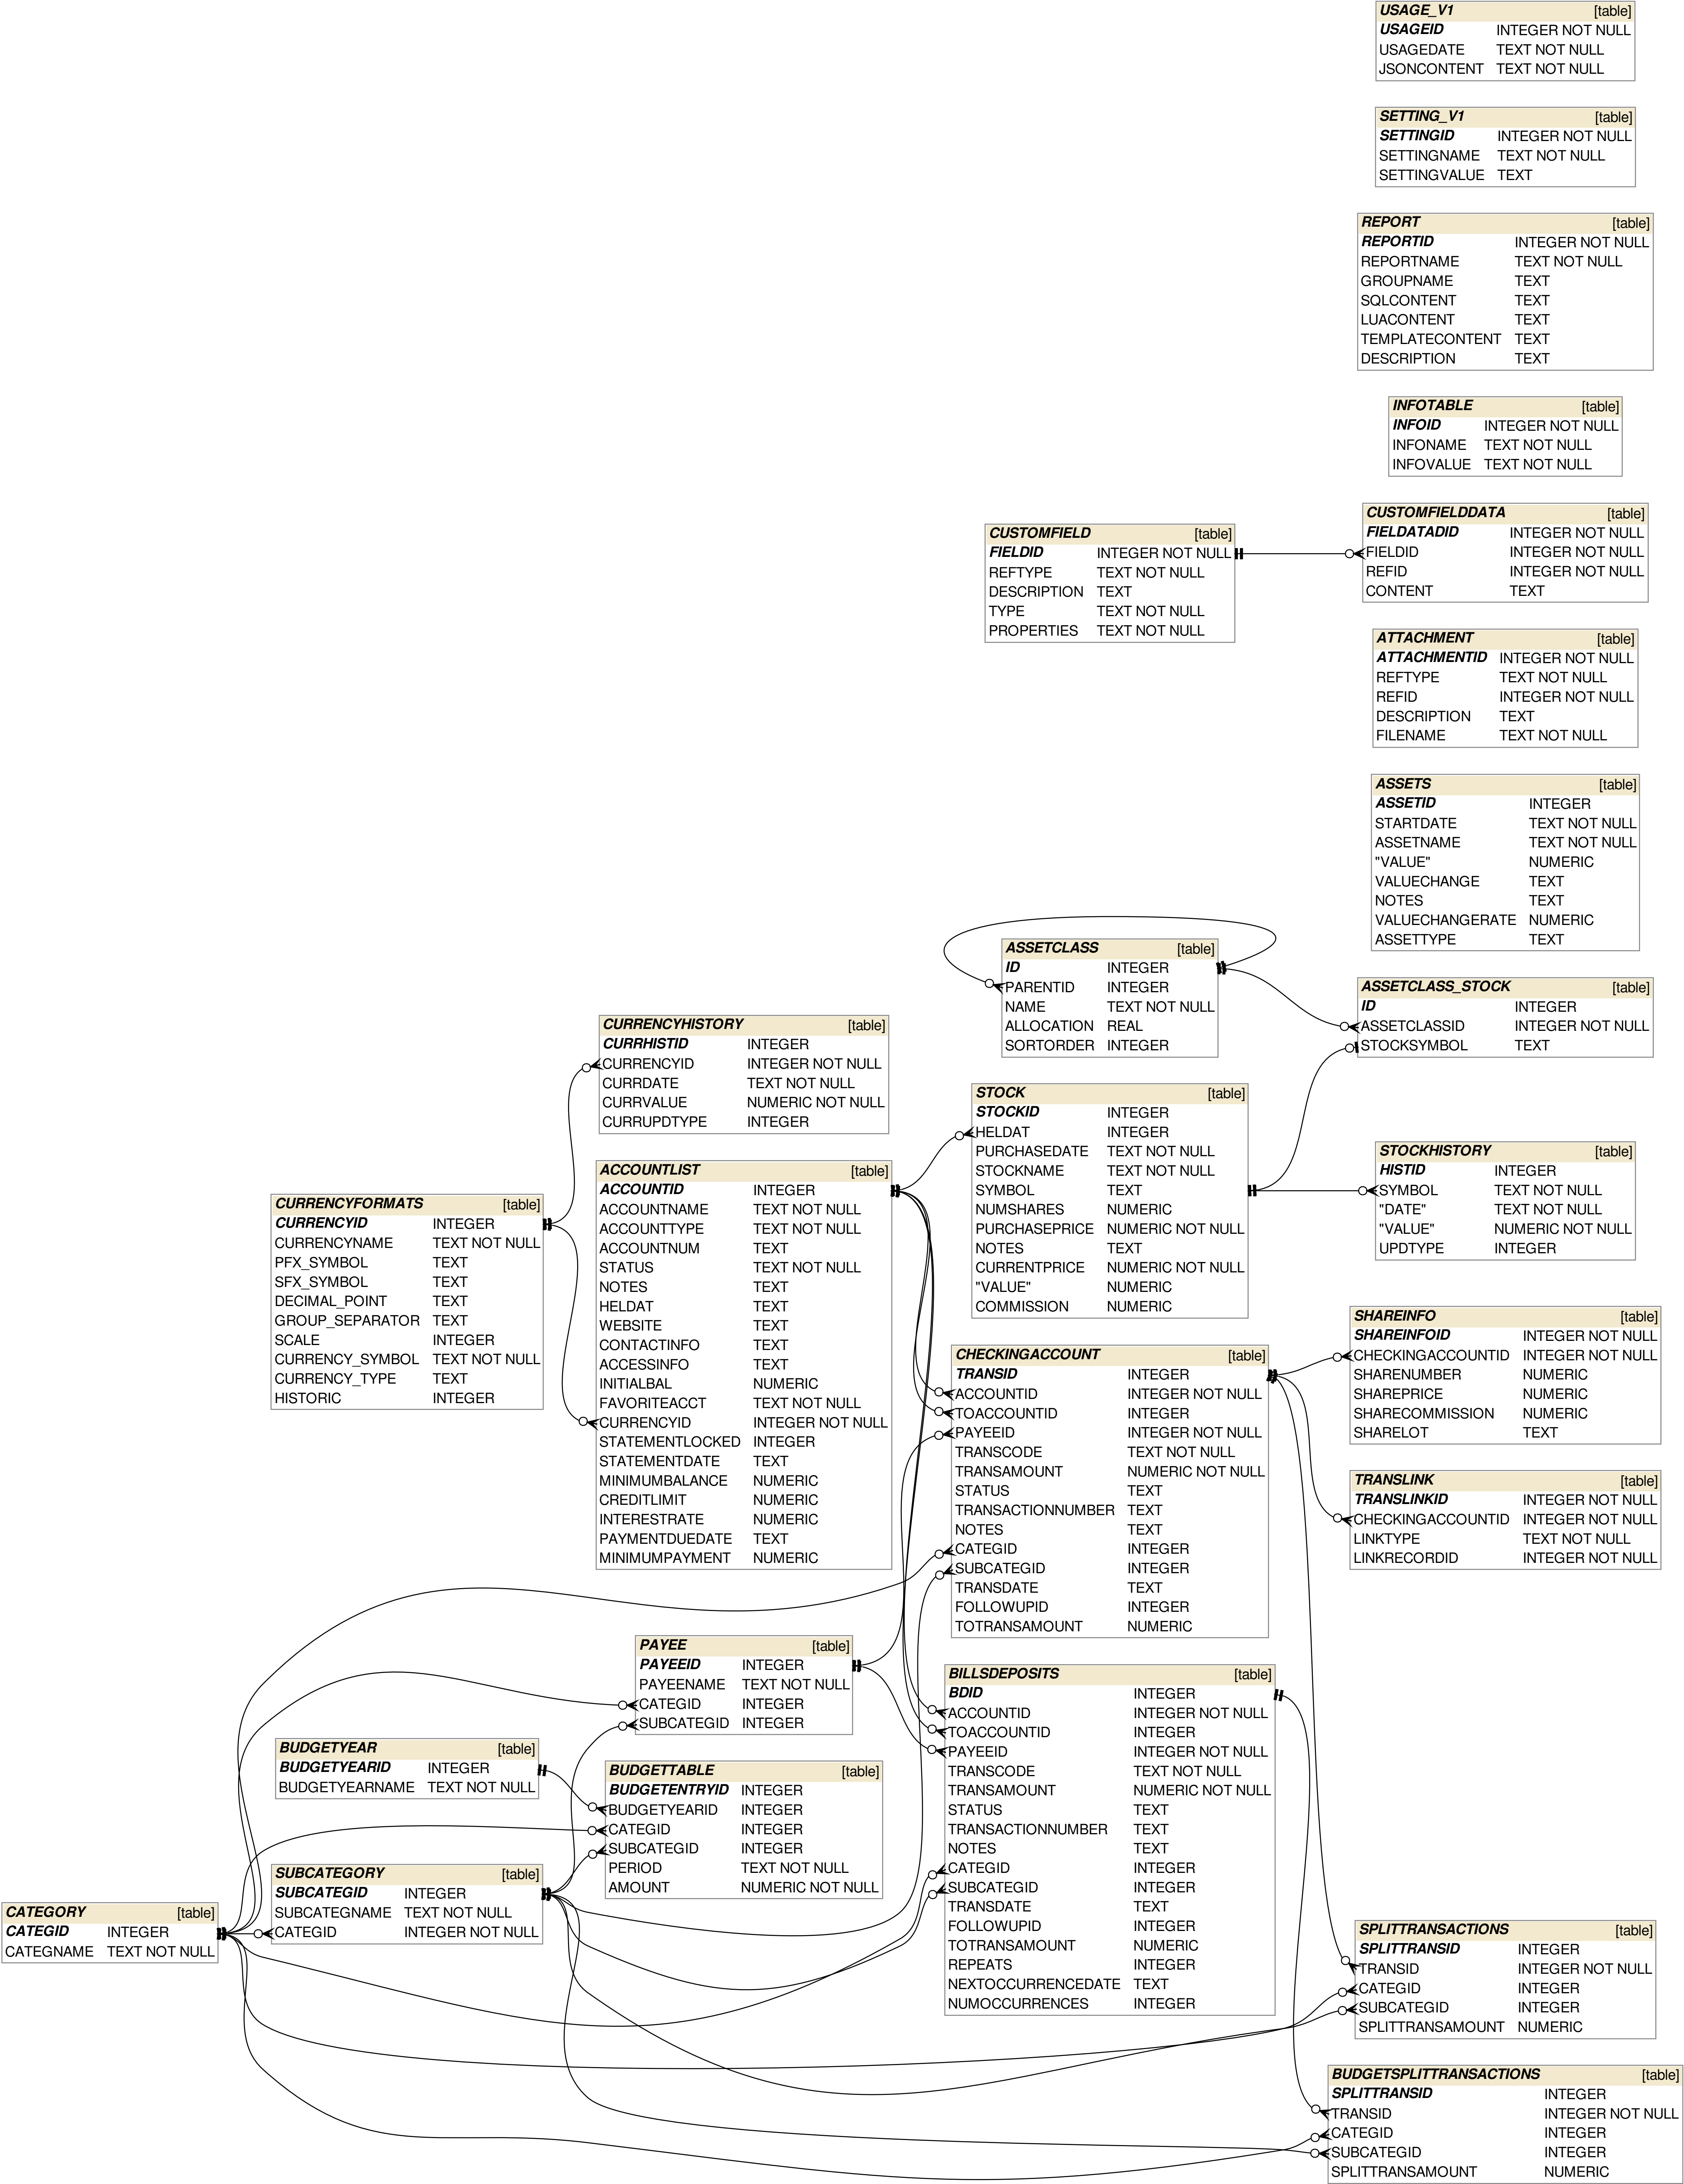 USAGE_V1 [table]
USAGEID INTEGER NOT NULL
USAGEDATE TEXT NOT NULL
JSONCONTENT TEXT NOT NULL
SETTING_V1 [table]
SETTINGID INTEGER NOT NULL
SETTINGNAME TEXT NOT NULL
SETTINGVALUE TEXT
REPORT [table]
REPORTID INTEGER NOT NULL
REPORTNAME TEXT NOT NULL
GROUPNAME TEXT
SQLCONTENT TEXT
LUACONTENT TEXT
TEMPLATECONTENT TEXT
DESCRIPTION TEXT
INFOTABLE [table]
INFOID INTEGER NOT NULL
INFONAME TEXT NOT NULL
INFOVALUE TEXT NOT NULL
CUSTOMFIELD [table]
FIELDID INTEGER NOT NULL
REFTYPE TEXT NOT NULL
DESCRIPTION TEXT
TYPE TEXT NOT NULL
PROPERTIES TEXT NOT NULL
CUSTOMFIELDDATA [table]
FIELDATADID INTEGER NOT NULL
FIELDID INTEGER NOT NULL
REFID INTEGER NOT NULL
CONTENT TEXT
ATTACHMENT [table]
ATTACHMENTID INTEGER NOT NULL
REFTYPE TEXT NOT NULL
REFID INTEGER NOT NULL
DESCRIPTION TEXT
FILENAME TEXT NOT NULL
ASSETS [table]
ASSETID INTEGER
STARTDATE TEXT NOT NULL
ASSETNAME TEXT NOT NULL
"VALUE" NUMERIC
VALUECHANGE TEXT
NOTES TEXT
VALUECHANGERATE NUMERIC
ASSETTYPE TEXT
ASSETCLASS [table]
ID INTEGER
PARENTID INTEGER
NAME TEXT NOT NULL
ALLOCATION REAL
SORTORDER INTEGER
ASSETCLASS_STOCK [table]
ID INTEGER
ASSETCLASSID INTEGER NOT NULL
STOCKSYMBOL TEXT
CURRENCYHISTORY [table]
CURRHISTID INTEGER
CURRENCYID INTEGER NOT NULL
CURRDATE TEXT NOT NULL
CURRVALUE NUMERIC NOT NULL
CURRUPDTYPE INTEGER
STOCK [table]
STOCKID INTEGER
HELDAT INTEGER
PURCHASEDATE TEXT NOT NULL
STOCKNAME TEXT NOT NULL
SYMBOL TEXT
NUMSHARES NUMERIC
PURCHASEPRICE NUMERIC NOT NULL
NOTES TEXT
CURRENTPRICE NUMERIC NOT NULL
"VALUE" NUMERIC
COMMISSION NUMERIC
STOCKHISTORY [table]
HISTID INTEGER
SYMBOL TEXT NOT NULL
"DATE" TEXT NOT NULL
"VALUE" NUMERIC NOT NULL
UPDTYPE INTEGER
CURRENCYFORMATS [table]
CURRENCYID INTEGER
CURRENCYNAME TEXT NOT NULL
PFX_SYMBOL TEXT
SFX_SYMBOL TEXT
DECIMAL_POINT TEXT
GROUP_SEPARATOR TEXT
SCALE INTEGER
CURRENCY_SYMBOL TEXT NOT NULL
CURRENCY_TYPE TEXT
HISTORIC INTEGER
ACCOUNTLIST [table]
ACCOUNTID INTEGER
ACCOUNTNAME TEXT NOT NULL
ACCOUNTTYPE TEXT NOT NULL
ACCOUNTNUM TEXT
STATUS TEXT NOT NULL
NOTES TEXT
HELDAT TEXT
WEBSITE TEXT
CONTACTINFO TEXT
ACCESSINFO TEXT
INITIALBAL NUMERIC
FAVORITEACCT TEXT NOT NULL
CURRENCYID INTEGER NOT NULL
STATEMENTLOCKED INTEGER
STATEMENTDATE TEXT
MINIMUMBALANCE NUMERIC
CREDITLIMIT NUMERIC
INTERESTRATE NUMERIC
PAYMENTDUEDATE TEXT
MINIMUMPAYMENT NUMERIC
CHECKINGACCOUNT [table]
TRANSID INTEGER
ACCOUNTID INTEGER NOT NULL
TOACCOUNTID INTEGER
PAYEEID INTEGER NOT NULL
TRANSCODE TEXT NOT NULL
TRANSAMOUNT NUMERIC NOT NULL
STATUS TEXT
TRANSACTIONNUMBER TEXT
NOTES TEXT
CATEGID INTEGER
SUBCATEGID INTEGER
TRANSDATE TEXT
FOLLOWUPID INTEGER
TOTRANSAMOUNT NUMERIC
SHAREINFO [table]
SHAREINFOID INTEGER NOT NULL
CHECKINGACCOUNTID INTEGER NOT NULL
SHARENUMBER NUMERIC
SHAREPRICE NUMERIC
SHARECOMMISSION NUMERIC
SHARELOT TEXT
TRANSLINK [table]
TRANSLINKID INTEGER NOT NULL
CHECKINGACCOUNTID INTEGER NOT NULL
LINKTYPE TEXT NOT NULL
LINKRECORDID INTEGER NOT NULL
PAYEE [table]
PAYEEID INTEGER
PAYEENAME TEXT NOT NULL
CATEGID INTEGER
SUBCATEGID INTEGER
BILLSDEPOSITS [table]
BDID INTEGER
ACCOUNTID INTEGER NOT NULL
TOACCOUNTID INTEGER
PAYEEID INTEGER NOT NULL
TRANSCODE TEXT NOT NULL
TRANSAMOUNT NUMERIC NOT NULL
STATUS TEXT
TRANSACTIONNUMBER TEXT
NOTES TEXT
CATEGID INTEGER
SUBCATEGID INTEGER
TRANSDATE TEXT
FOLLOWUPID INTEGER
TOTRANSAMOUNT NUMERIC
REPEATS INTEGER
NEXTOCCURRENCEDATE TEXT
NUMOCCURRENCES INTEGER
BUDGETYEAR [table]
BUDGETYEARID INTEGER
BUDGETYEARNAME TEXT NOT NULL
BUDGETTABLE [table]
BUDGETENTRYID INTEGER
BUDGETYEARID INTEGER
CATEGID INTEGER
SUBCATEGID INTEGER
PERIOD TEXT NOT NULL
AMOUNT NUMERIC NOT NULL
SUBCATEGORY [table]
SUBCATEGID INTEGER
SUBCATEGNAME TEXT NOT NULL
CATEGID INTEGER NOT NULL
CATEGORY [table]
CATEGID INTEGER
CATEGNAME TEXT NOT NULL
SPLITTRANSACTIONS [table]
SPLITTRANSID INTEGER
TRANSID INTEGER NOT NULL
CATEGID INTEGER
SUBCATEGID INTEGER
SPLITTRANSAMOUNT NUMERIC
BUDGETSPLITTRANSACTIONS [table]
SPLITTRANSID INTEGER
TRANSID INTEGER NOT NULL
CATEGID INTEGER
SUBCATEGID INTEGER
SPLITTRANSAMOUNT NUMERIC